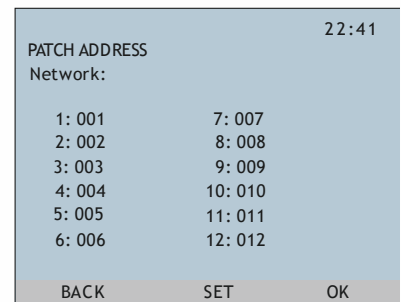 22:41
PATCH ADDRESS
Network:
1: 001 7: 007
2: 002 8: 008
3: 003 9: 009
4: 004 10: 010
5: 005 11: 011
6: 006 12: 012
BACK SET OK